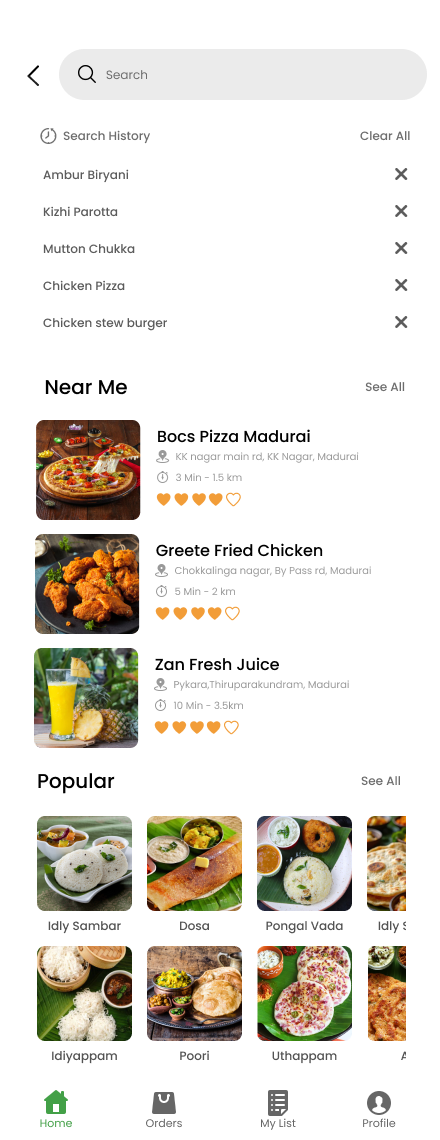 Search
Search History
Clear All
Ambur Biryani
Kizhi Parotta
Mutton Chukka
Chicken Pizza
Chicken stew burger
Near Me
See All
Bocs Pizza Madurai
KK nagar main rd, KK Nagar, Madurai
3 Min - 1.5 km
Greete Fried Chicken
Chokkalinga nagar, By Pass rd, Madurai
5 Min - 2 km
Zan Fresh Juice
Pykara,Thiruparakundram, Madurai
10 Min - 3.5km
Popular
See All
Idly Sambar
Dosa
Pongal Vada
Idly
Idiyappam
Poori
Uthappam
A
Home
Orders
My List
Profile